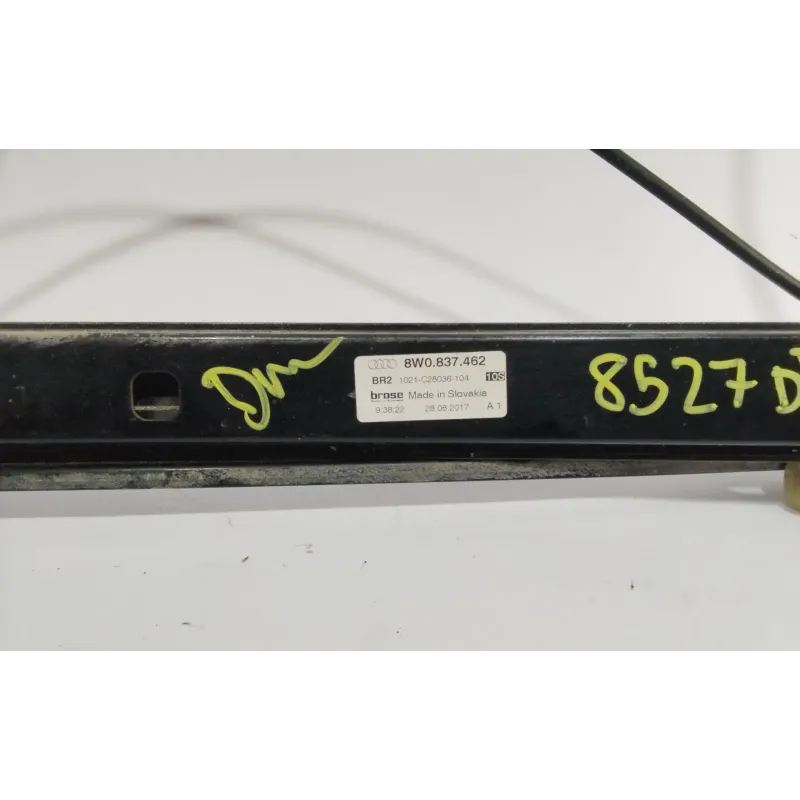 8W0.837.462
BR2 1021-C28036-104 10S
brose Made in Slovakia
9:38:22 28.08.2017 A 1
8527 D